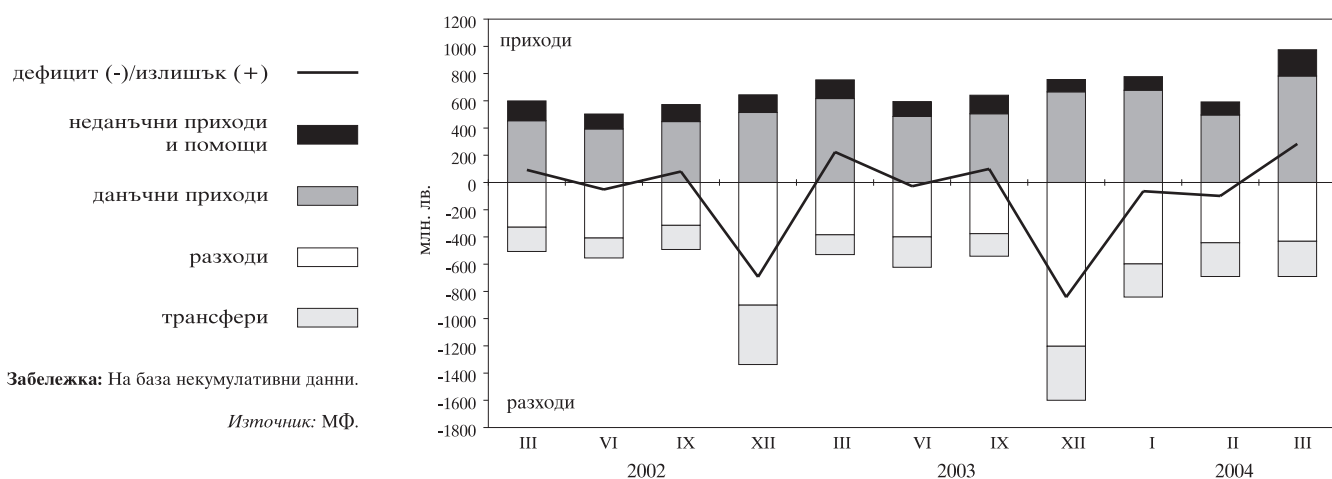 дефицит (-)/излишък (+)
неданъчни приходи
и помощи
данъчни приходи
разходи
трансфери
Забележка: На база некумулативни данни.
Източник: МФ.
млн. лв.
1200
1000
800
600
400
200
0
-200
-400
-600
-800
-1000
-1200
-1400
-1600
-1800
приходи
разходи
III VI IX XII III VI IX XII I II III
2002 2003 2004